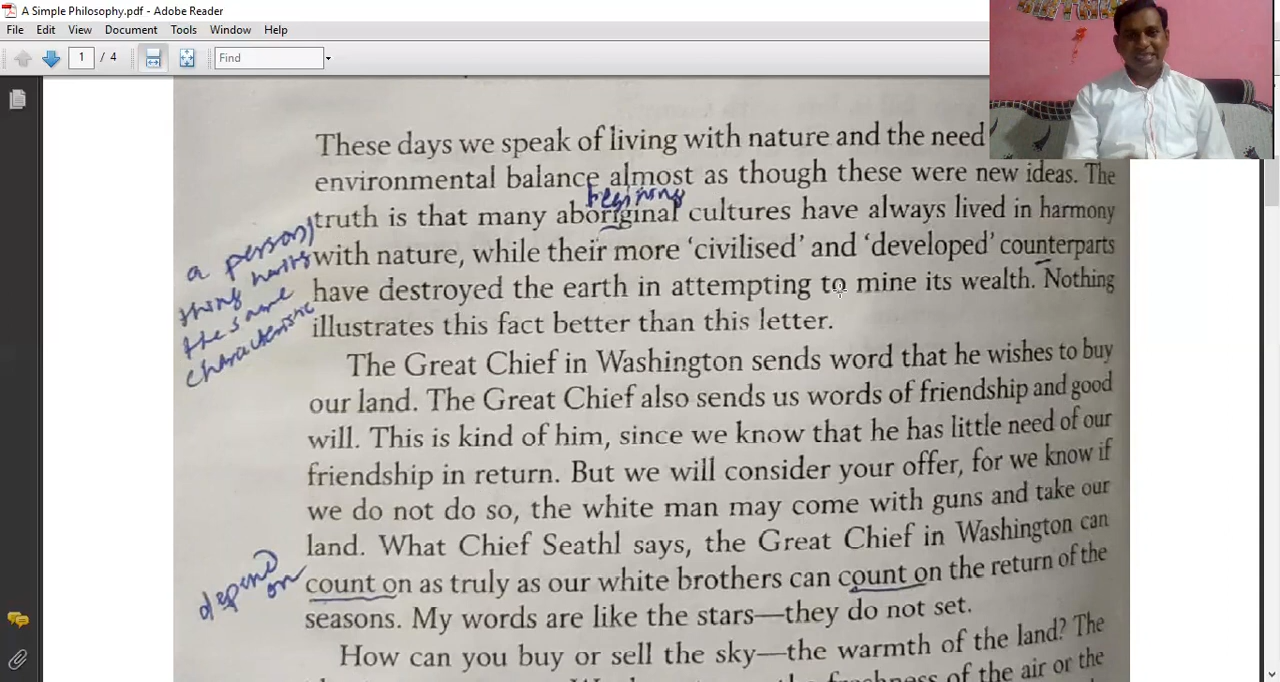 A Simple Philosophy.pdf - Adobe Reader
File Edit View Document Tools Window Help
1 / 4 Find
These days we speak of living with nature and the need
environmental balance almost as though these were new ideas. The
begining
truth is that many aboriginal cultures have always lived in harmony
with nature, while their more ‘civilised’ and ‘developed’ counterparts
have destroyed the earth in attempting to mine its wealth. Nothing
illustrates this fact better than this letter.
a person/
thing
the same
characteristic
The Great Chief in Washington sends word that he wishes to buy
our land. The Great Chief also sends us words of friendship and good
will. This is kind of him, since we know that he has little need of our
friendship in return. But we will consider your offer, for we know if
we do not do so, the white man may come with guns and take our
land. What Chief Seathl says, the Great Chief in Washington can
depend
on
count on as truly as our white brothers can count on the return of the
seasons. My words are like the stars—they do not set.
How can you buy or sell the sky—the warmth of the land? The
freshness of the air or the